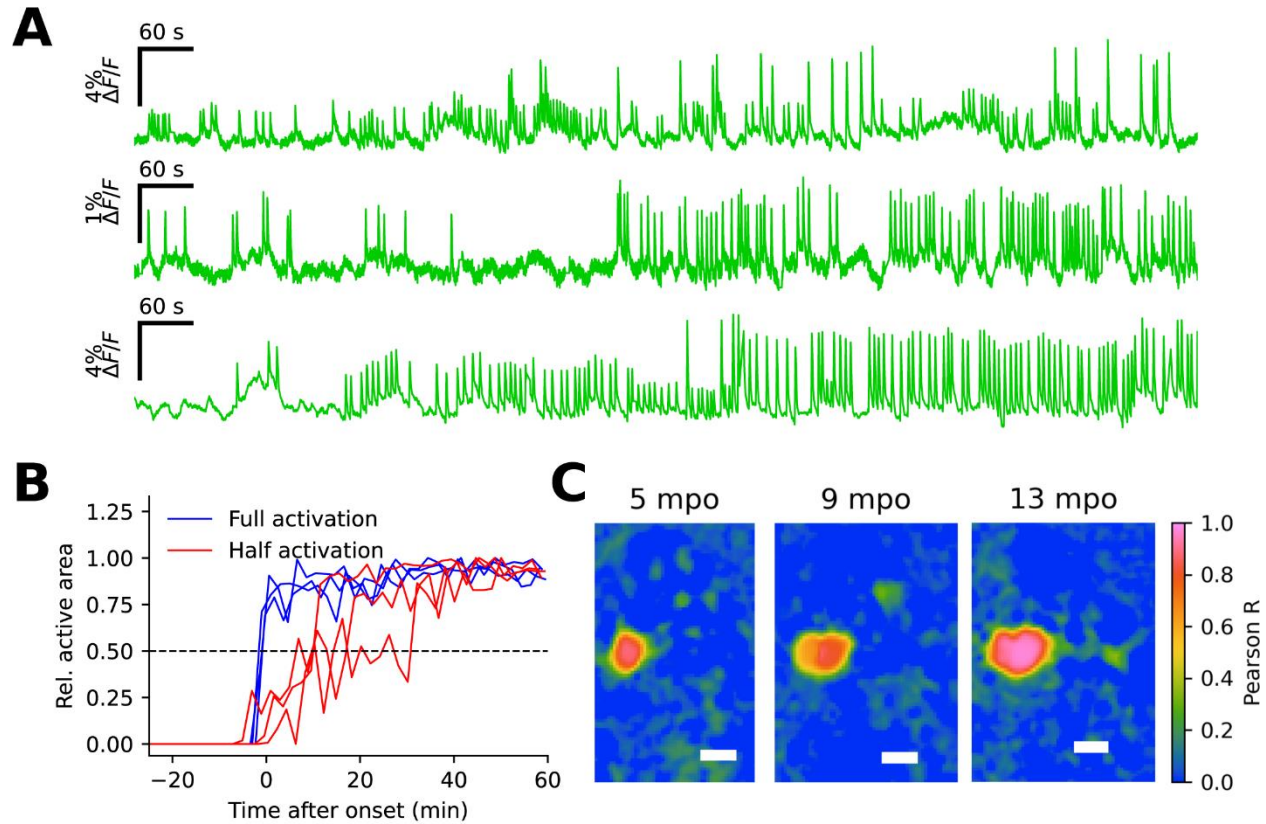 A
60 s
4%
ΔF/F
60 s
1%
ΔF/F
60 s
4%
ΔF/F
B
1.25
1.00
0.75
0.50
0.25
0.00
Rel. active area
Full activation
Half activation
−20
0
20
40
60
Time after onset (min)
C
5 mpo
9 mpo
13 mpo
1.0
0.8
0.6
0.4
0.2
0.0
Pearson R